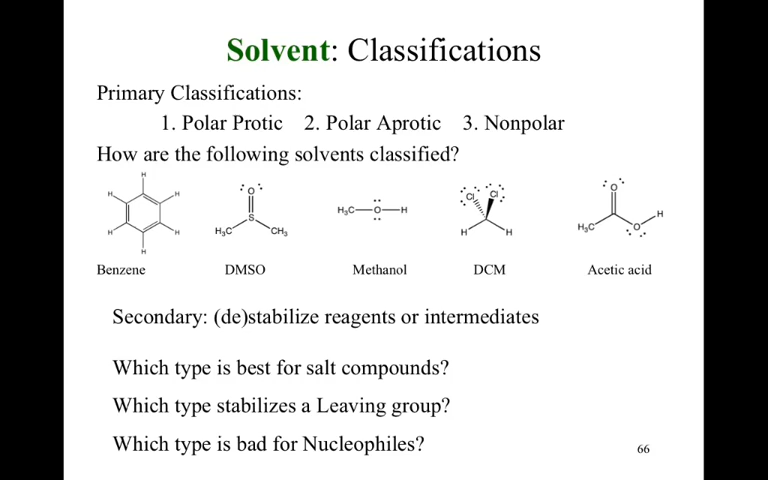 Solvent: Classifications
Primary Classifications:
1. Polar Protic 2. Polar Aprotic 3. Nonpolar
How are the following solvents classified?
H
H H
H H
H
O
S
H₃C CH₃
H₃C O H
Cl Cl
H H
O
H₃C O H
Benzene DMSO Methanol DCM Acetic acid
Secondary: (de)stabilize reagents or intermediates
Which type is best for salt compounds?
Which type stabilizes a Leaving group?
Which type is bad for Nucleophiles?
66